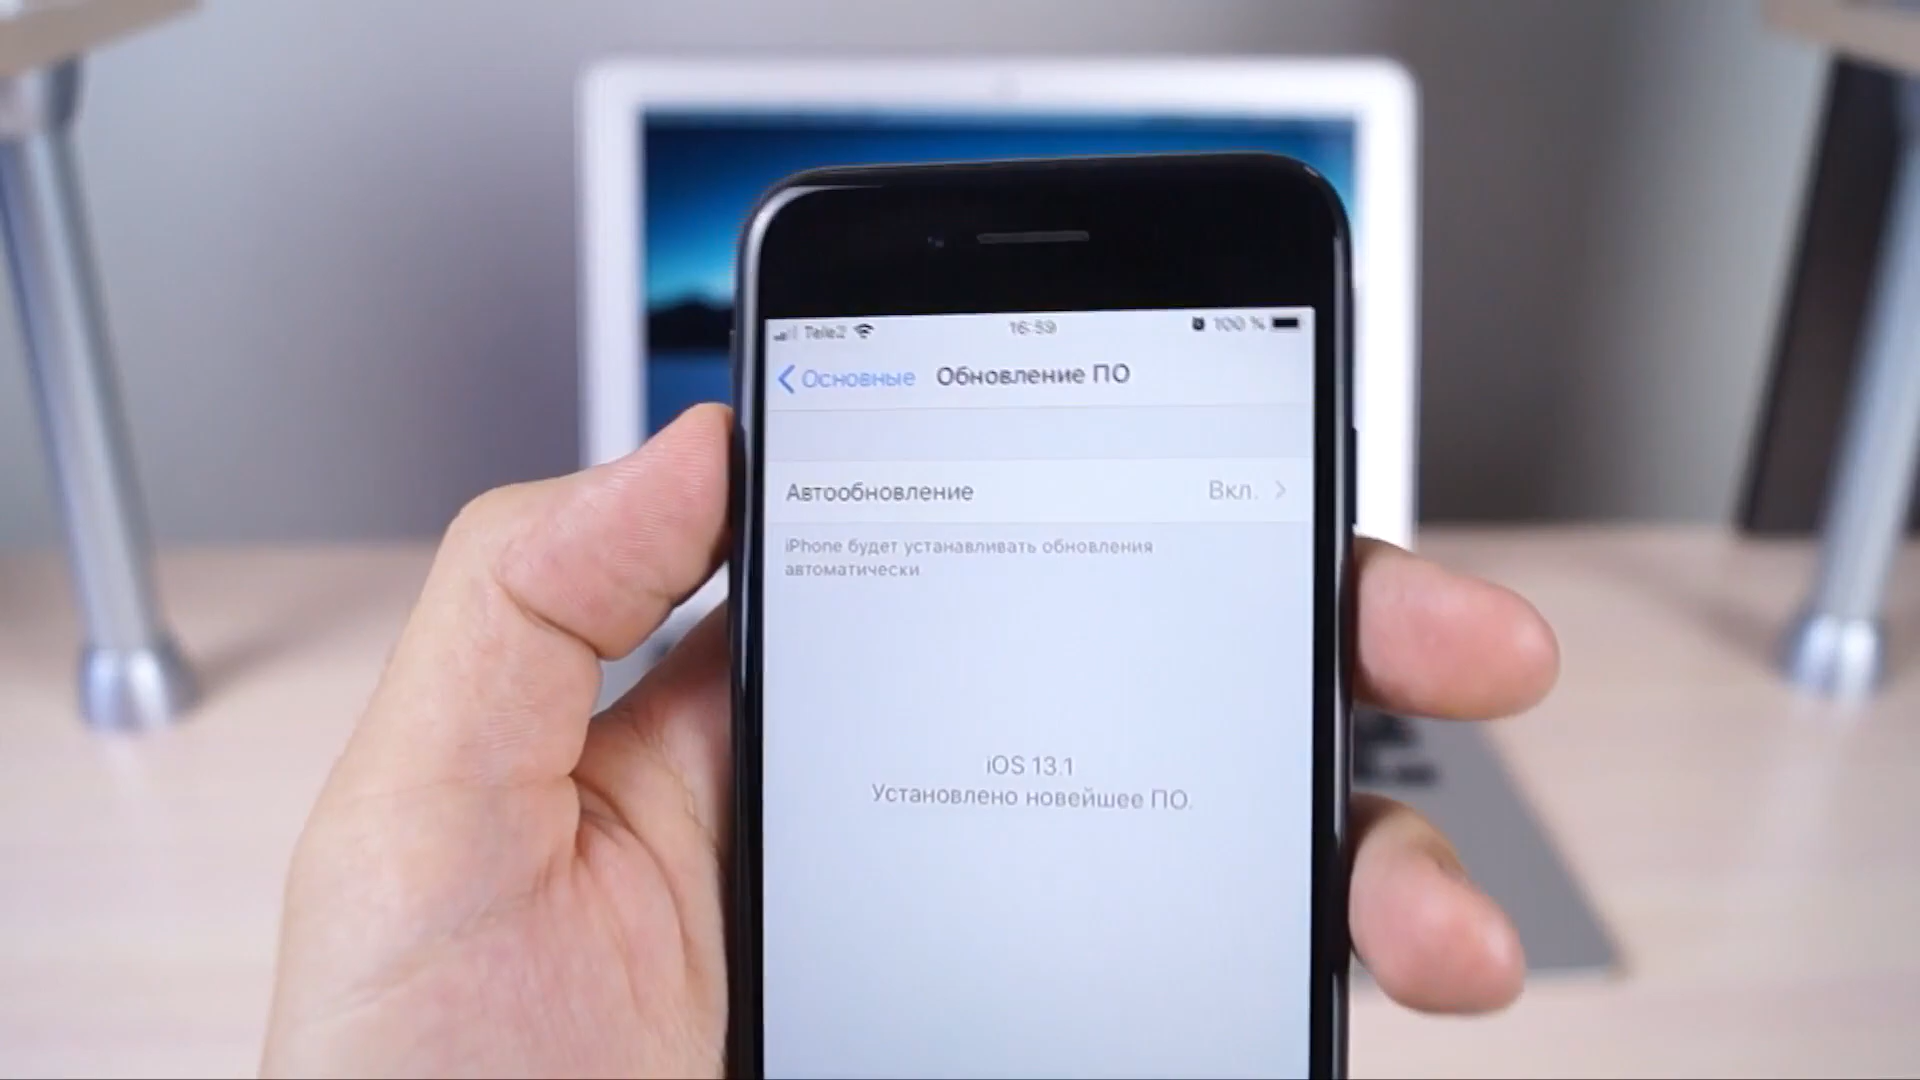 Tele2 16:59 100 %
Основные Обновление ПО
Автообновление Вкл.
iPhone будет устанавливать обновления
автоматически.
iOS 13.1
Установлено новейшее ПО.